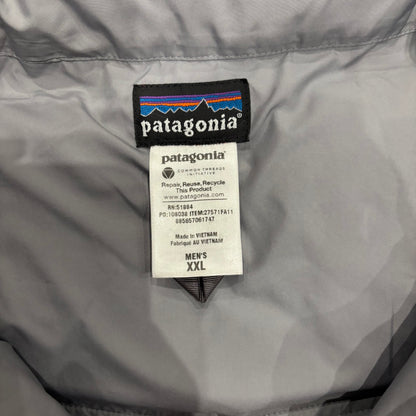 patagonia®
patagonia®
COMMON THREADS
INITIATIVE
Repair, Reuse, Recycle
This Product
www.patagonia.com
RN:51884
PO:108038 ITEM:27571FA11
885657061747
Made in VIETNAM
Fabriqué AU VIETNAM
MEN'S
XXL